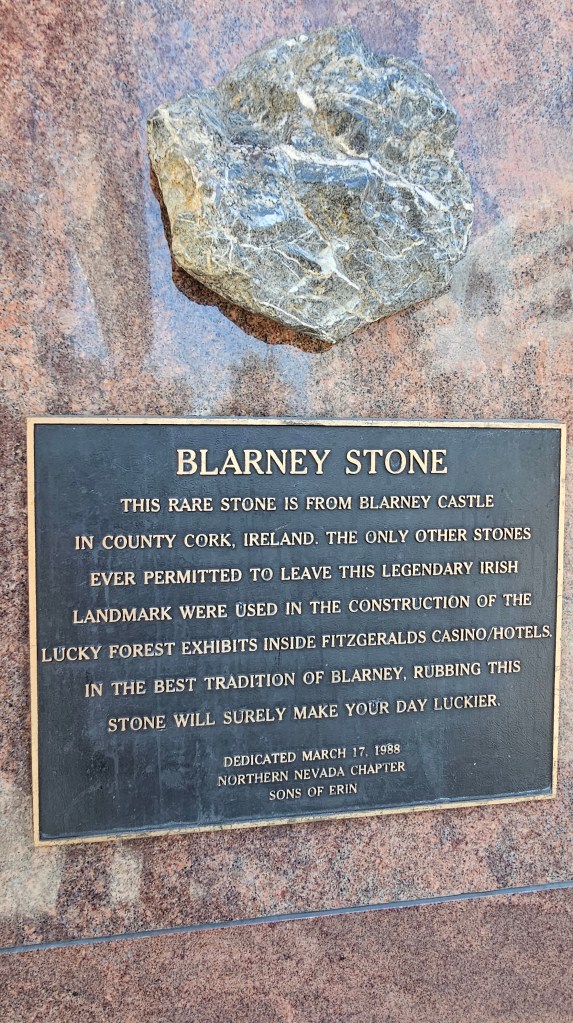 BLARNEY STONE
THIS RARE STONE IS FROM BLARNEY CASTLE
IN COUNTY CORK, IRELAND. THE ONLY OTHER STONES
EVER PERMITTED TO LEAVE THIS LEGENDARY IRISH
LANDMARK WERE USED IN THE CONSTRUCTION OF THE
LUCKY FOREST EXHIBITS INSIDE FITZGERALDS CASINO/HOTELS.
IN THE BEST TRADITION OF BLARNEY, RUBBING THIS
STONE WILL SURELY MAKE YOUR DAY LUCKIER.
DEDICATED MARCH 17, 1988
NORTHERN NEVADA CHAPTER
SONS OF ERIN